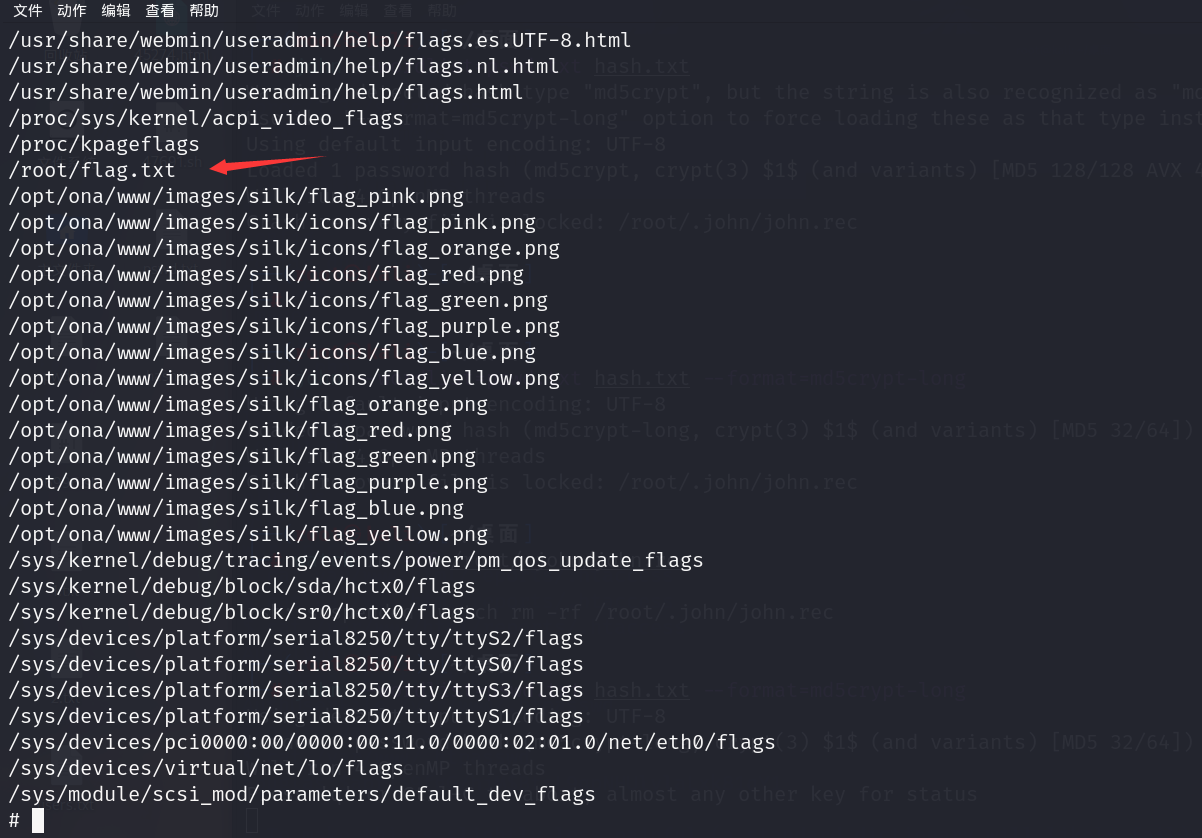 文件 动作 编辑 查看 帮助
/usr/share/webmin/useradmin/help/flags.es.UTF-8.html
/usr/share/webmin/useradmin/help/flags.nl.html
/usr/share/webmin/useradmin/help/flags.html
/proc/sys/kernel/acpi_video_flags
/proc/kpageflags
/root/flag.txt
/opt/ona/www/images/silk/flag_pink.png
/opt/ona/www/images/silk/icons/flag_pink.png
/opt/ona/www/images/silk/icons/flag_orange.png
/opt/ona/www/images/silk/icons/flag_red.png
/opt/ona/www/images/silk/icons/flag_green.png
/opt/ona/www/images/silk/icons/flag_purple.png
/opt/ona/www/images/silk/icons/flag_blue.png
/opt/ona/www/images/silk/icons/flag_yellow.png
/opt/ona/www/images/silk/flag_orange.png
/opt/ona/www/images/silk/flag_red.png
/opt/ona/www/images/silk/flag_green.png
/opt/ona/www/images/silk/flag_purple.png
/opt/ona/www/images/silk/flag_blue.png
/opt/ona/www/images/silk/flag_yellow.png
/sys/kernel/debug/tracing/events/power/pm_qos_update_flags
/sys/kernel/debug/block/sda/hctx0/flags
/sys/kernel/debug/block/sr0/hctx0/flags
/sys/devices/platform/serial8250/tty/ttyS2/flags
/sys/devices/platform/serial8250/tty/ttyS0/flags
/sys/devices/platform/serial8250/tty/ttyS3/flags
/sys/devices/platform/serial8250/tty/ttyS1/flags
/sys/devices/pci0000:00/0000:00:11.0/0000:02:01.0/net/eth0/flags
/sys/devices/virtual/net/lo/flags
/sys/module/scsi_mod/parameters/default_dev_flags
#